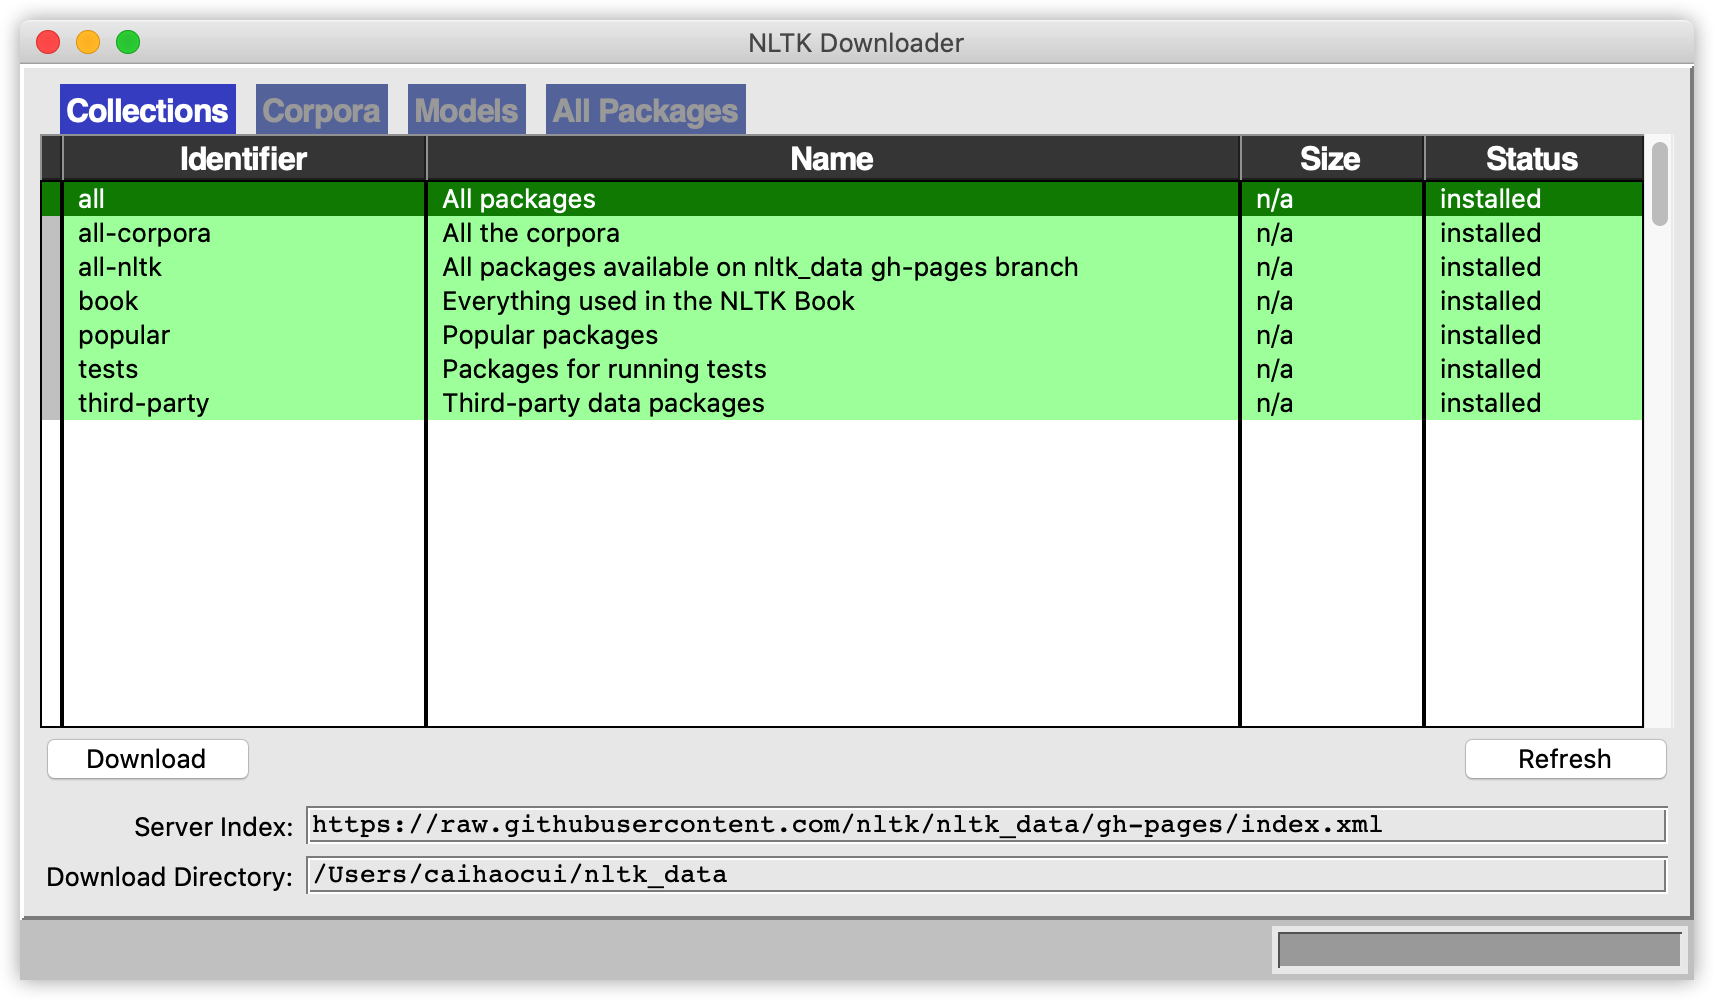 NLTK Downloader
Collections Corpora Models All Packages
Identifier Name Size Status
all All packages n/a installed
all-corpora All the corpora n/a installed
all-nltk All packages available on nltk_data gh-pages branch n/a installed
book Everything used in the NLTK Book n/a installed
popular Popular packages n/a installed
tests Packages for running tests n/a installed
third-party Third-party data packages n/a installed
Download Refresh
Server Index: https://raw.githubusercontent.com/nltk/nltk_data/gh-pages/index.xml
Download Directory: /Users/caihaocui/nltk_data